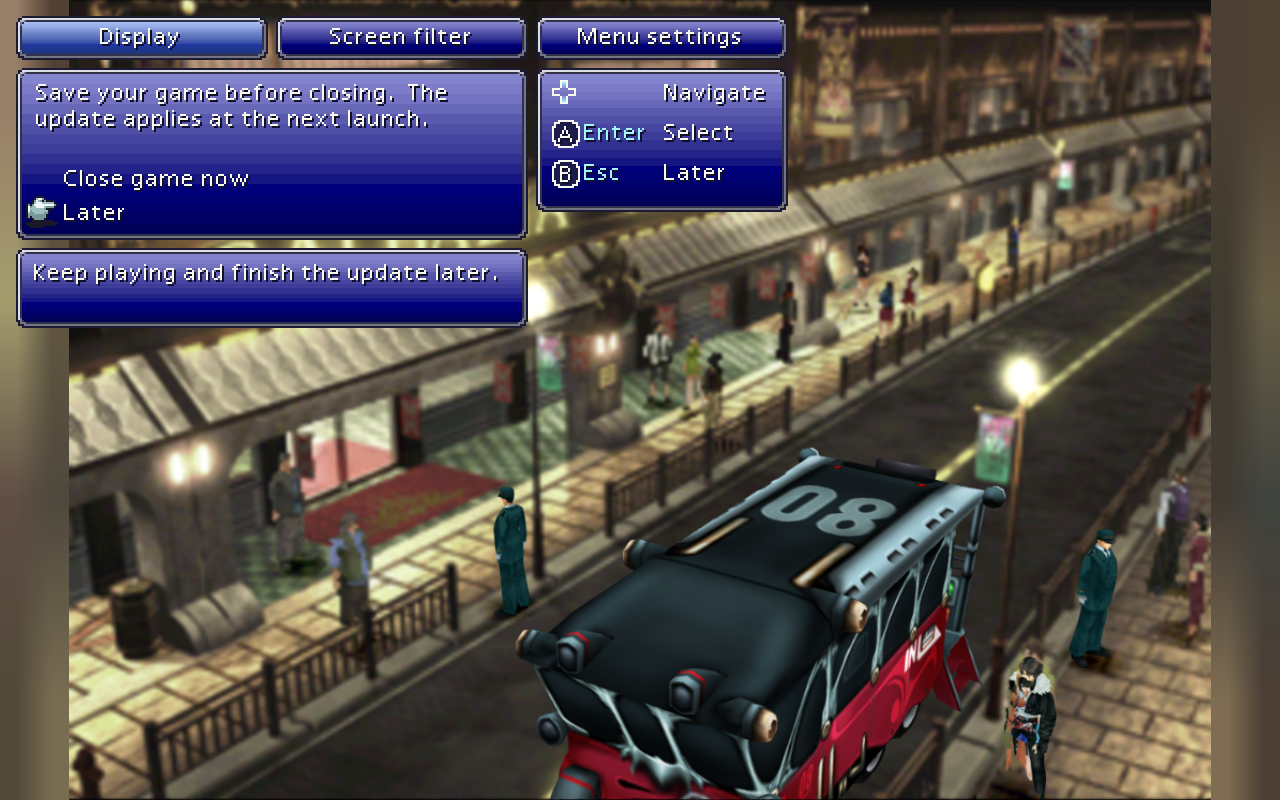 Display
Screen filter
Menu settings
Save your game before closing. The
update applies at the next launch.
Close game now
Later
Keep playing and finish the update later.
Navigate
A Enter Select
B Esc Later
08